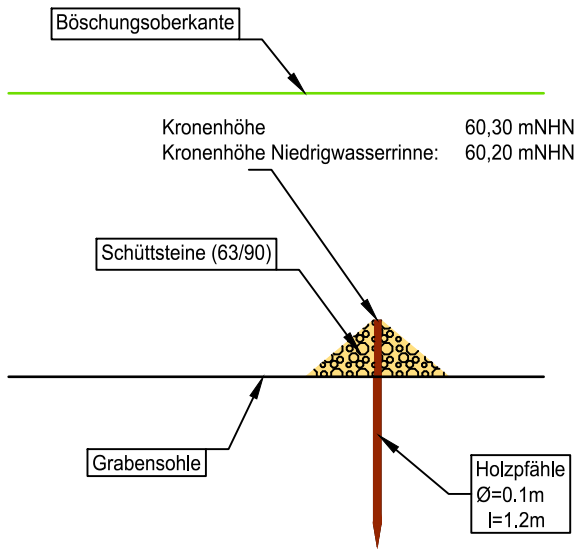 Böschungsoberkante
Kronenhöhe 60,30 mNHN
Kronenhöhe Niedrigwasserrinne: 60,20 mNHN
Schüttsteine (63/90)
Grabensohle
Holzpfähle
Ø=0.1m
l=1.2m